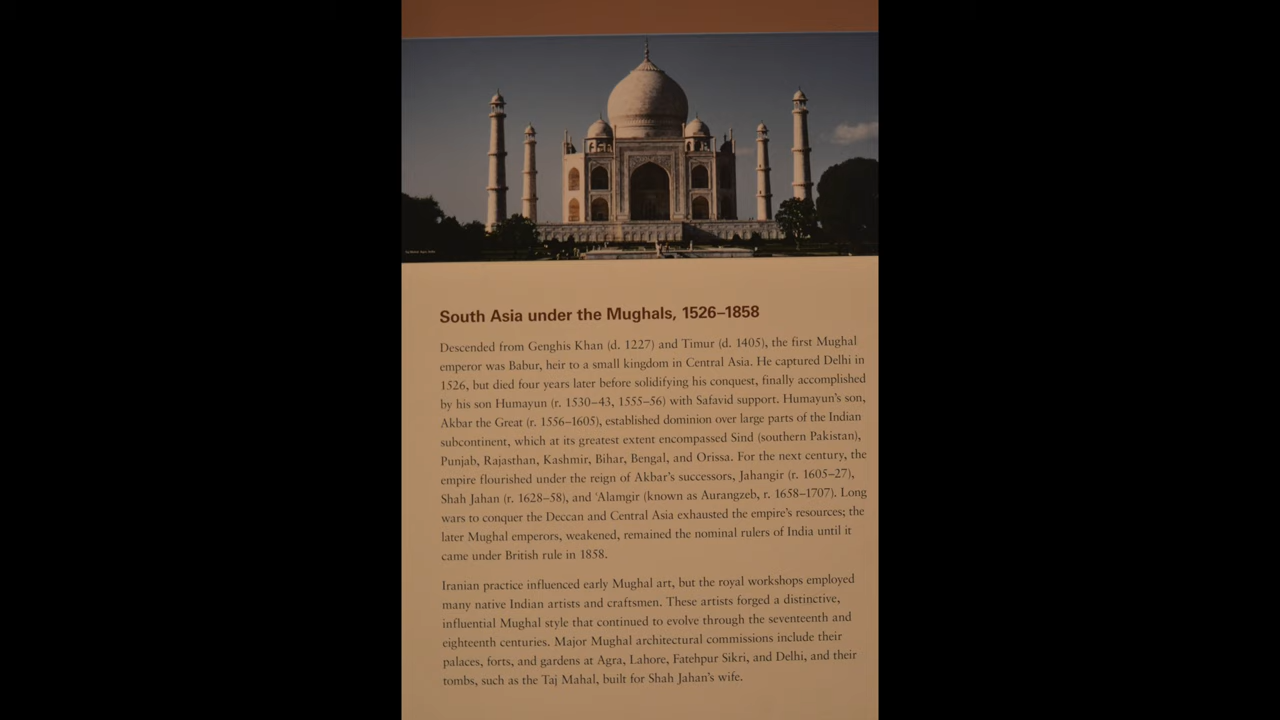 South Asia under the Mughals, 1526–1858
Descended from Genghis Khan (d. 1227) and Timur (d. 1405), the first Mughal
emperor was Babur, heir to a small kingdom in Central Asia. He captured Delhi in
1526, but died four years later before solidifying his conquest, finally accomplished
by his son Humayun (r. 1530–43, 1555–56) with Safavid support. Humayun's son,
Akbar the Great (r. 1556–1605), established dominion over large parts of the Indian
subcontinent, which at its greatest extent encompassed Sind (southern Pakistan),
Punjab, Rajasthan, Kashmir, Bihar, Bengal, and Orissa. For the next century, the
empire flourished under the reign of Akbar's successors, Jahangir (r. 1605–27),
Shah Jahan (r. 1628–58), and 'Alamgir (known as Aurangzeb, r. 1658–1707). Long
wars to conquer the Deccan and Central Asia exhausted the empire's resources; the
later Mughal emperors, weakened, remained the nominal rulers of India until it
came under British rule in 1858.
Iranian practice influenced early Mughal art, but the royal workshops employed
many native Indian artists and craftsmen. These artists forged a distinctive,
influential Mughal style that continued to evolve through the seventeenth and
eighteenth centuries. Major Mughal architectural commissions include their
palaces, forts, and gardens at Agra, Lahore, Fatehpur Sikri, and Delhi, and their
tombs, such as the Taj Mahal, built for Shah Jahan's wife.